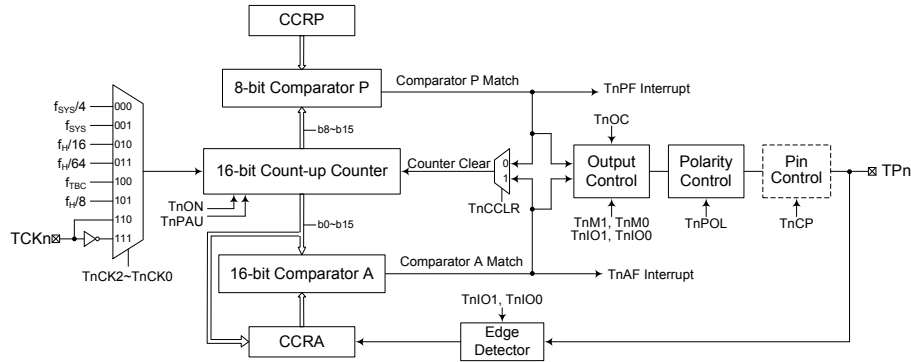 CCRP
8-bit Comparator P
Comparator P Match
TnPF Interrupt
b8~b15
TnOC
fSYS/4
000
fSYS
001
fH/16
010
fH/64
011
fTBC
100
fH/8
101
110
111
TCKn
TnCK2~TnCK0
16-bit Count-up Counter
Counter Clear
0
1
TnCCLR
Output
Control
Polarity
Control
Pin
Control
TPn
TnON
TnPAU
b0~b15
TnM1, TnM0
TnIO1, TnIO0
TnPOL
TnCP
16-bit Comparator A
Comparator A Match
TnAF Interrupt
TnIO1, TnIO0
CCRA
Edge
Detector